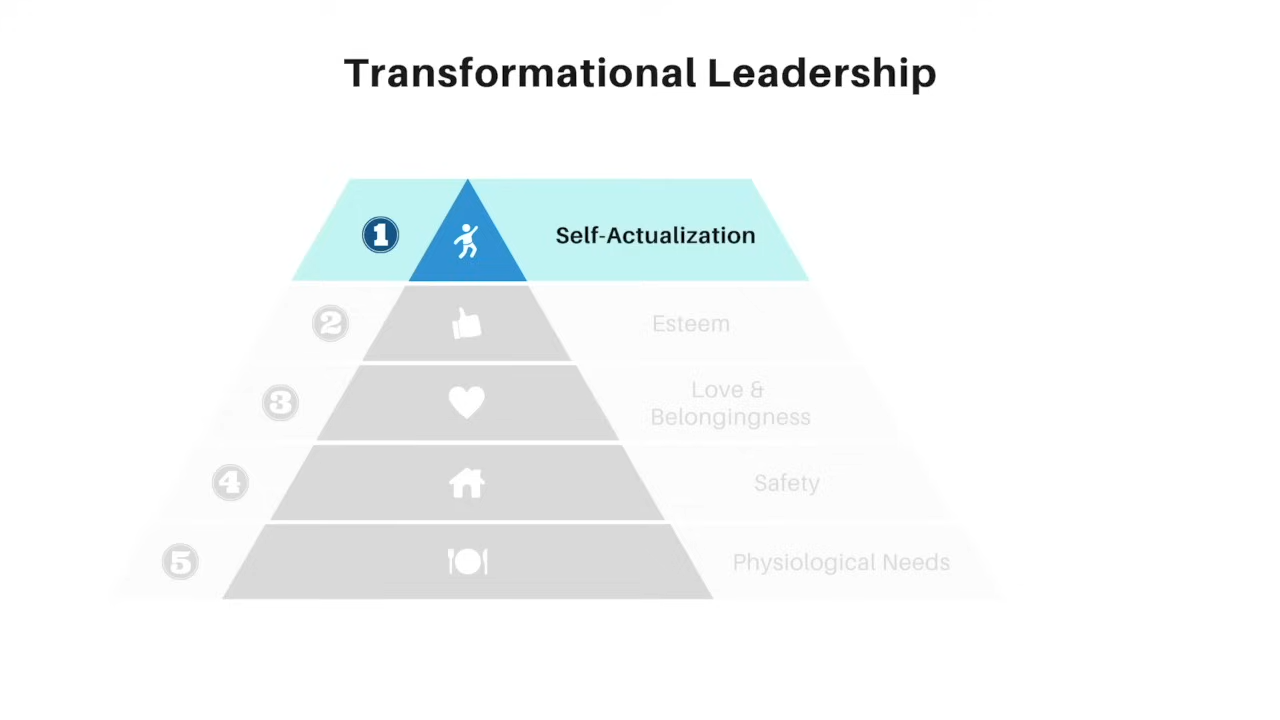 Transformational Leadership
1 Self-Actualization
2 Esteem
3 Love &
Belongingness
4 Safety
5 Physiological Needs